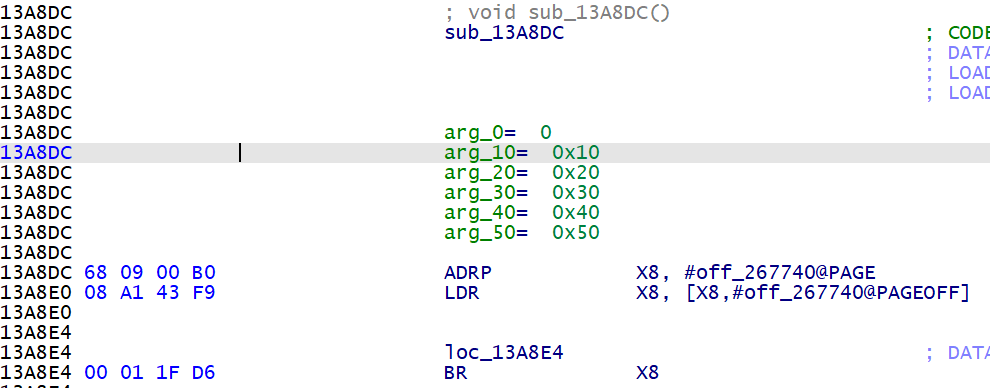 13A8DC ; void sub_13A8DC()
13A8DC sub_13A8DC ; CODE
13A8DC ; DATA
13A8DC ; LOAD
13A8DC ; LOAD
13A8DC
13A8DC arg_0= 0
13A8DC arg_10= 0x10
13A8DC arg_20= 0x20
13A8DC arg_30= 0x30
13A8DC arg_40= 0x40
13A8DC arg_50= 0x50
13A8DC
13A8DC 68 09 00 B0 ADRP X8, #off_267740@PAGE
13A8E0 08 A1 43 F9 LDR X8, [X8,#off_267740@PAGEOFF]
13A8E0
13A8E4
13A8E4 loc_13A8E4 ; DATA
13A8E4 00 01 1F D6 BR X8